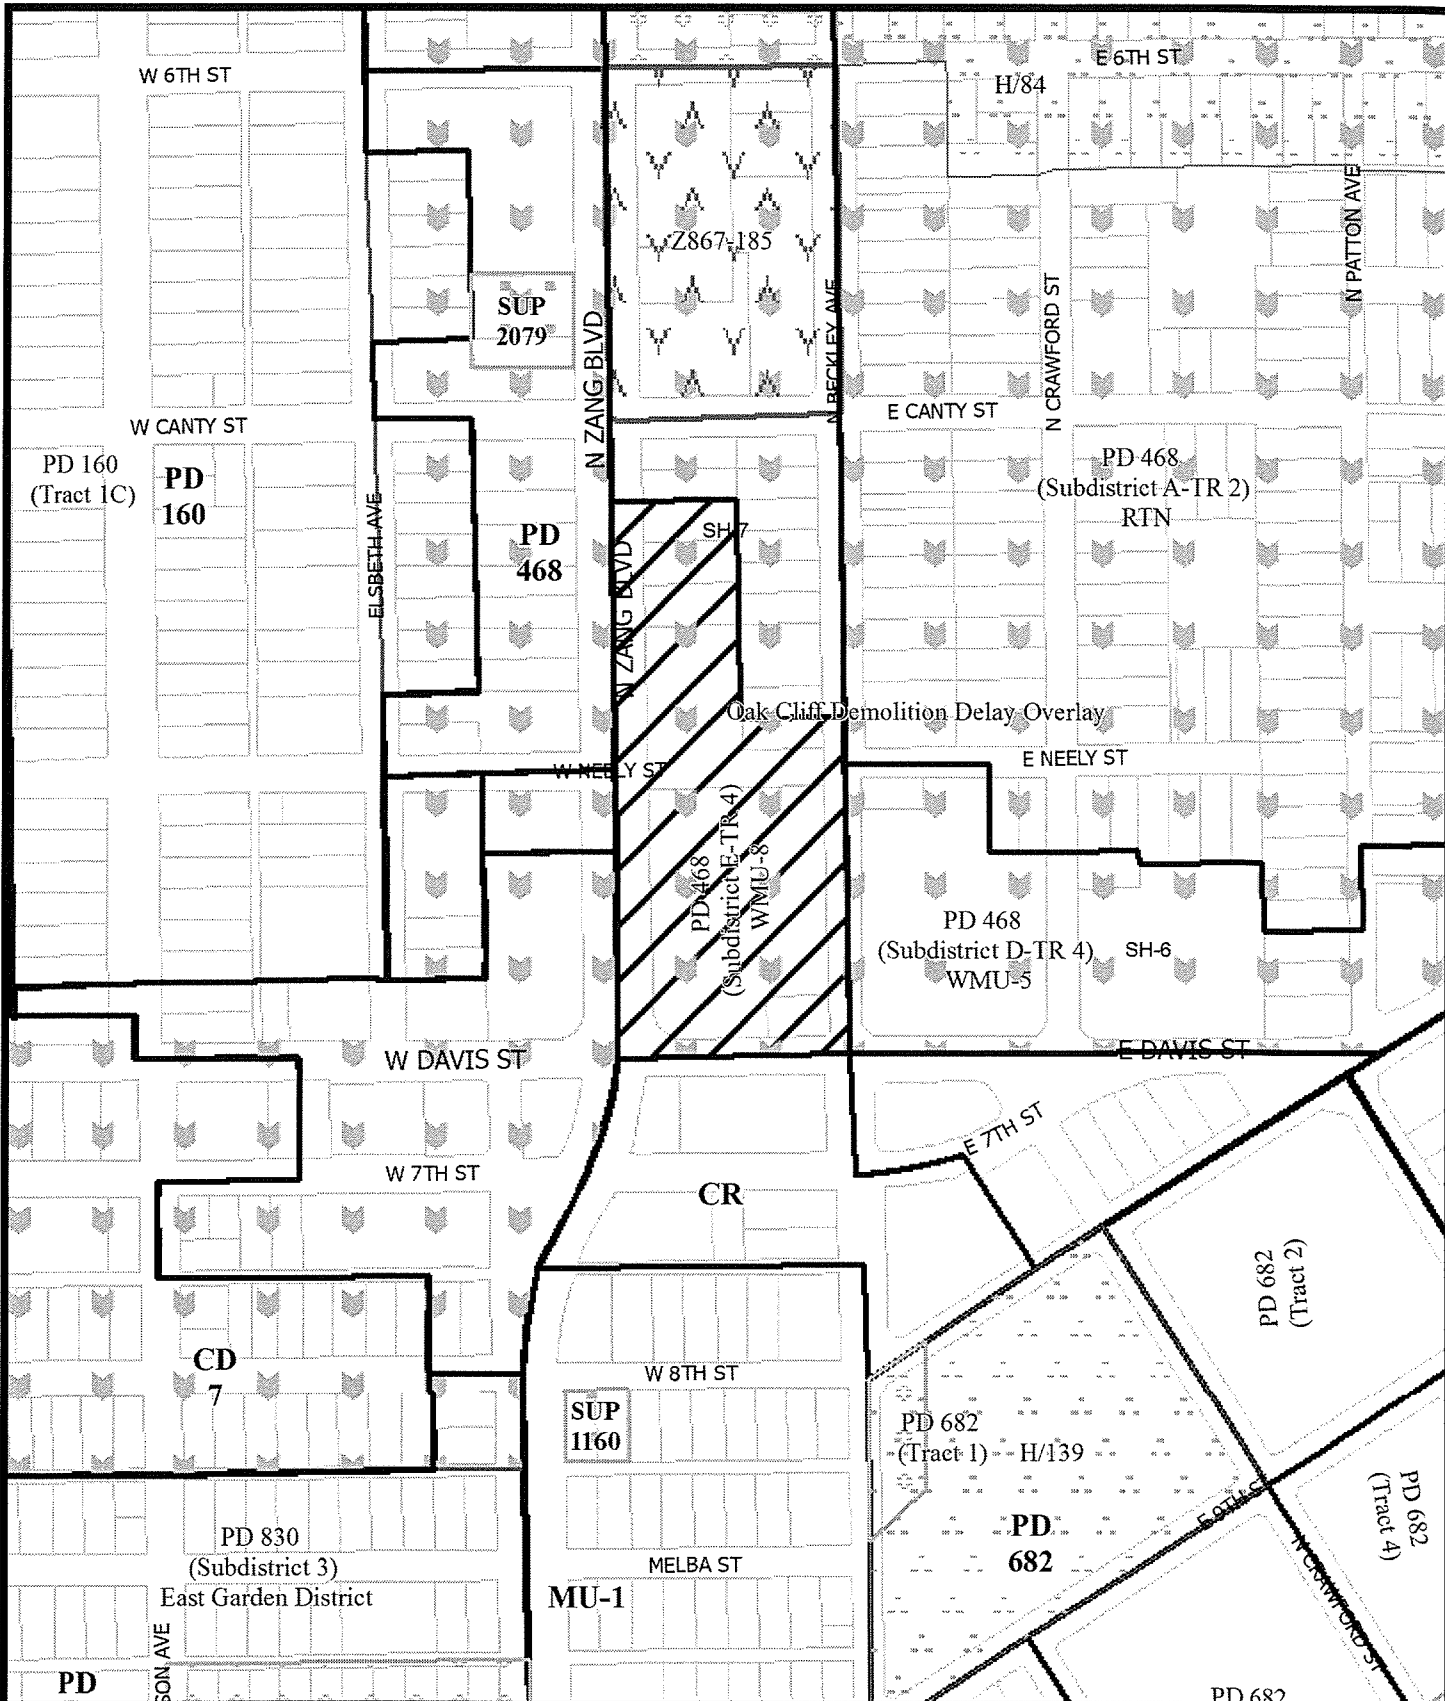 W 6TH ST
E 6TH ST
H/84
N PATTON AVE
Z867-185
SUP
2079
N ZANG BLVD
N BECKLEY AVE
N CRAWFORD ST
E CANTY ST
W CANTY ST
PD 160
(Tract 1C)
PD
160
PD 468
(Subdistrict A-TR 2)
RTN
ELSBETH AVE
PD
468
SH-7
N ZANG BLVD
Oak Cliff Demolition Delay Overlay
W NEELY ST
E NEELY ST
PD 468
(Subdistrict E-TR 4)
WMU-8
PD 468
(Subdistrict D-TR 4)
WMU-5
SH-6
W DAVIS ST
E DAVIS ST
E 7TH ST
W 7TH ST
CR
PD 682
(Tract 2)
CD
7
W 8TH ST
SUP
1160
PD 682
(Tract 1)
H/139
PD 682
(Tract 4)
E 9TH ST
PD
682
PD 830
(Subdistrict 3)
East Garden District
MELBA ST
MU-1
N CRAWFORD ST
SON AVE
PD
PD 682